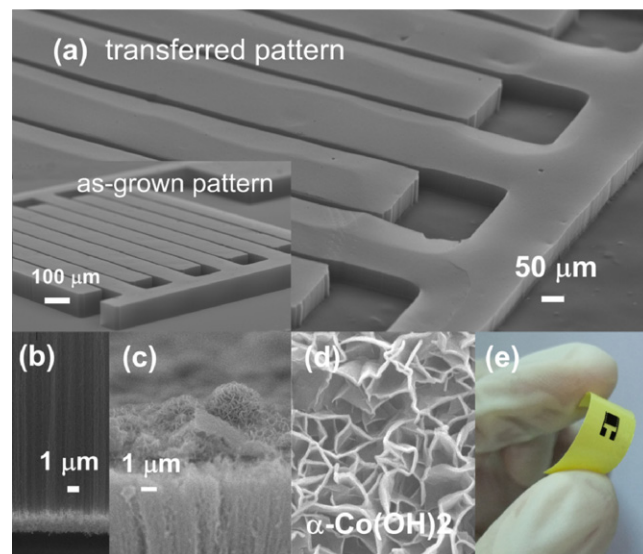 (a) transferred pattern
as-grown pattern
100 μm
50 μm
(b)
(c)
(d)
(e)
1 μm
1 μm
α-Co(OH)2